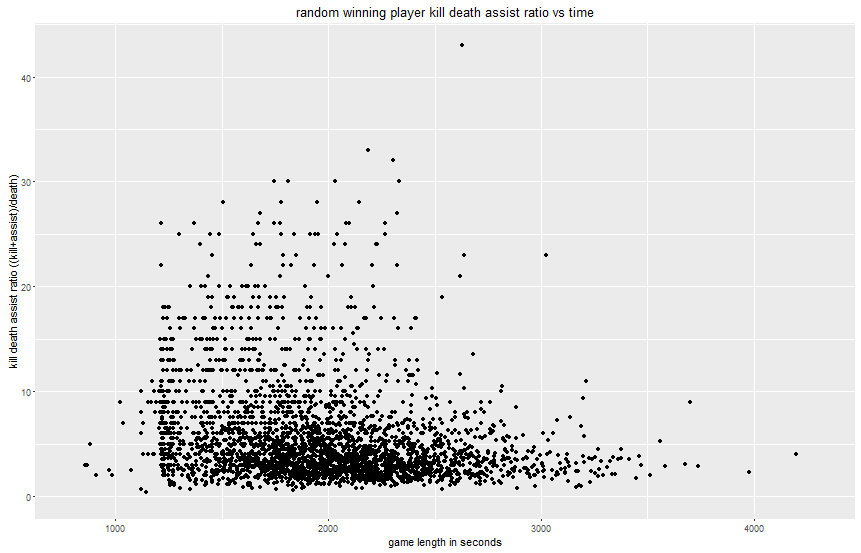 random winning player kill death assist ratio vs time
kill death assist ratio ((kill+assist)/death)
40
30
20
10
0
1000 2000 3000 4000
game length in seconds